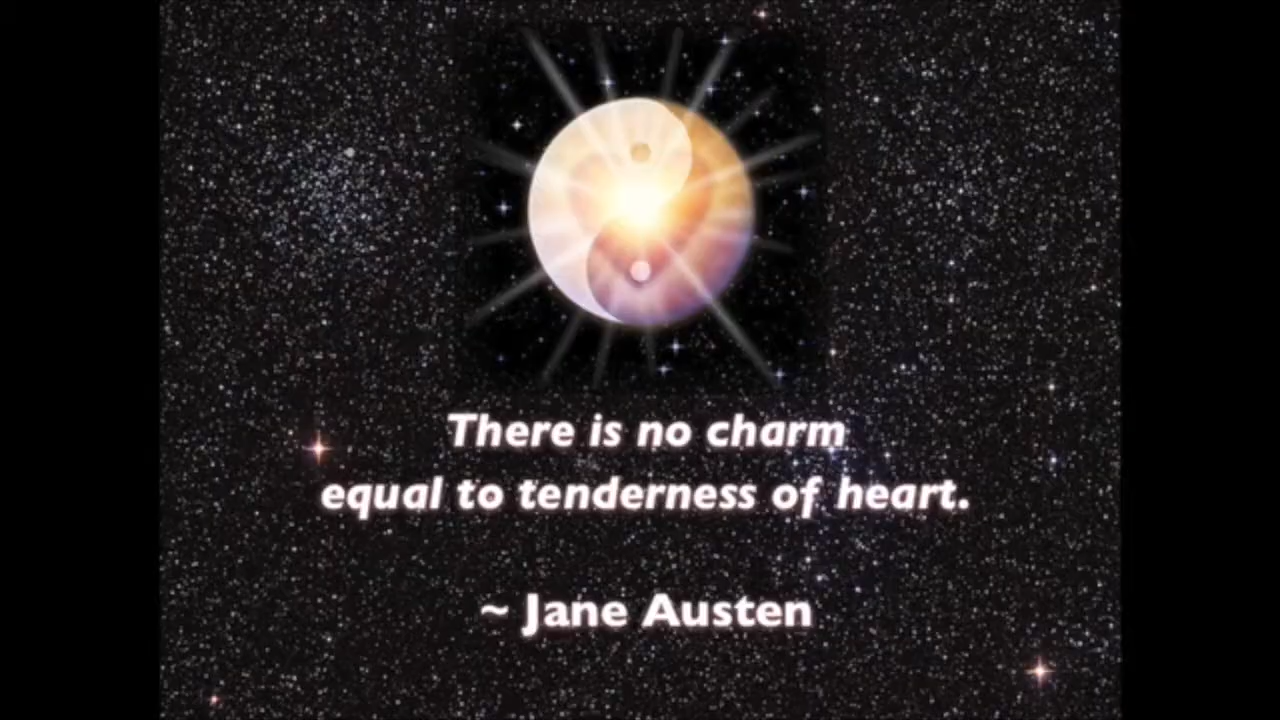 There is no charm
equal to tenderness of heart.
~ Jane Austen